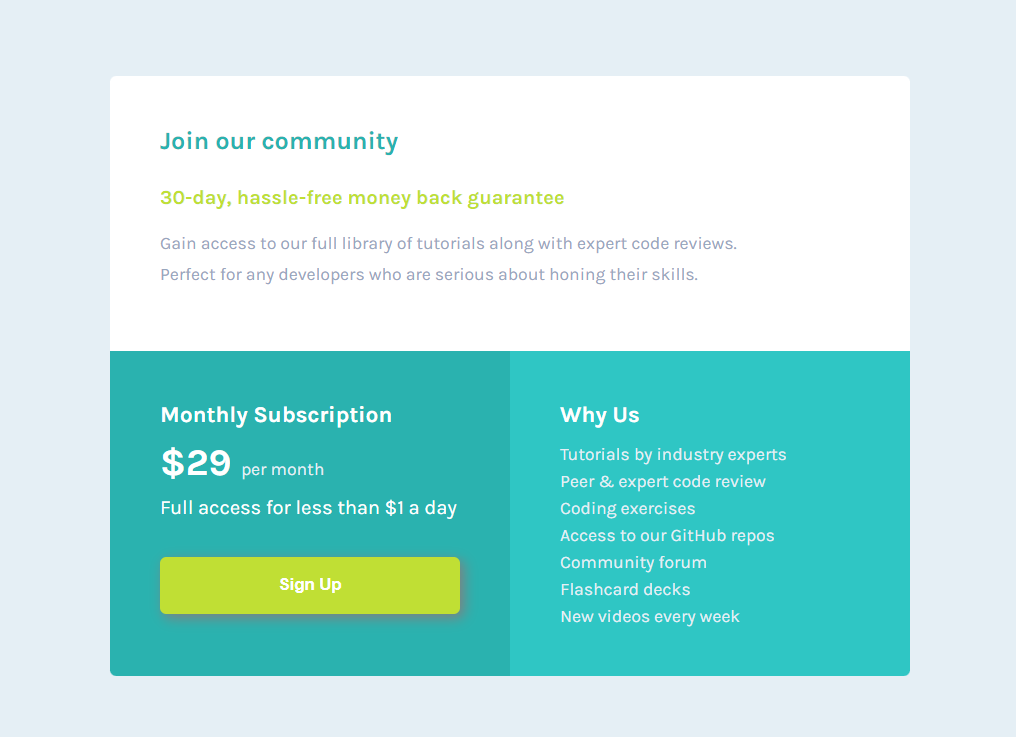 Join our community
30-day, hassle-free money back guarantee
Gain access to our full library of tutorials along with expert code reviews.
Perfect for any developers who are serious about honing their skills.
Monthly Subscription
$29 per month
Full access for less than $1 a day
Sign Up
Why Us
Tutorials by industry experts
Peer & expert code review
Coding exercises
Access to our GitHub repos
Community forum
Flashcard decks
New videos every week